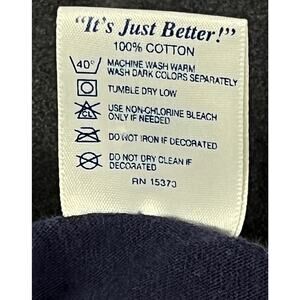 "It's Just Better!"
100% COTTON
40° MACHINE WASH WARM
WASH DARK COLORS SEPARATELY
TUMBLE DRY LOW
CL USE NON-CHLORINE BLEACH
ONLY IF NEEDED
DO NOT IRON IF DECORATED
DO NOT DRY CLEAN IF
DECORATED
RN 15373